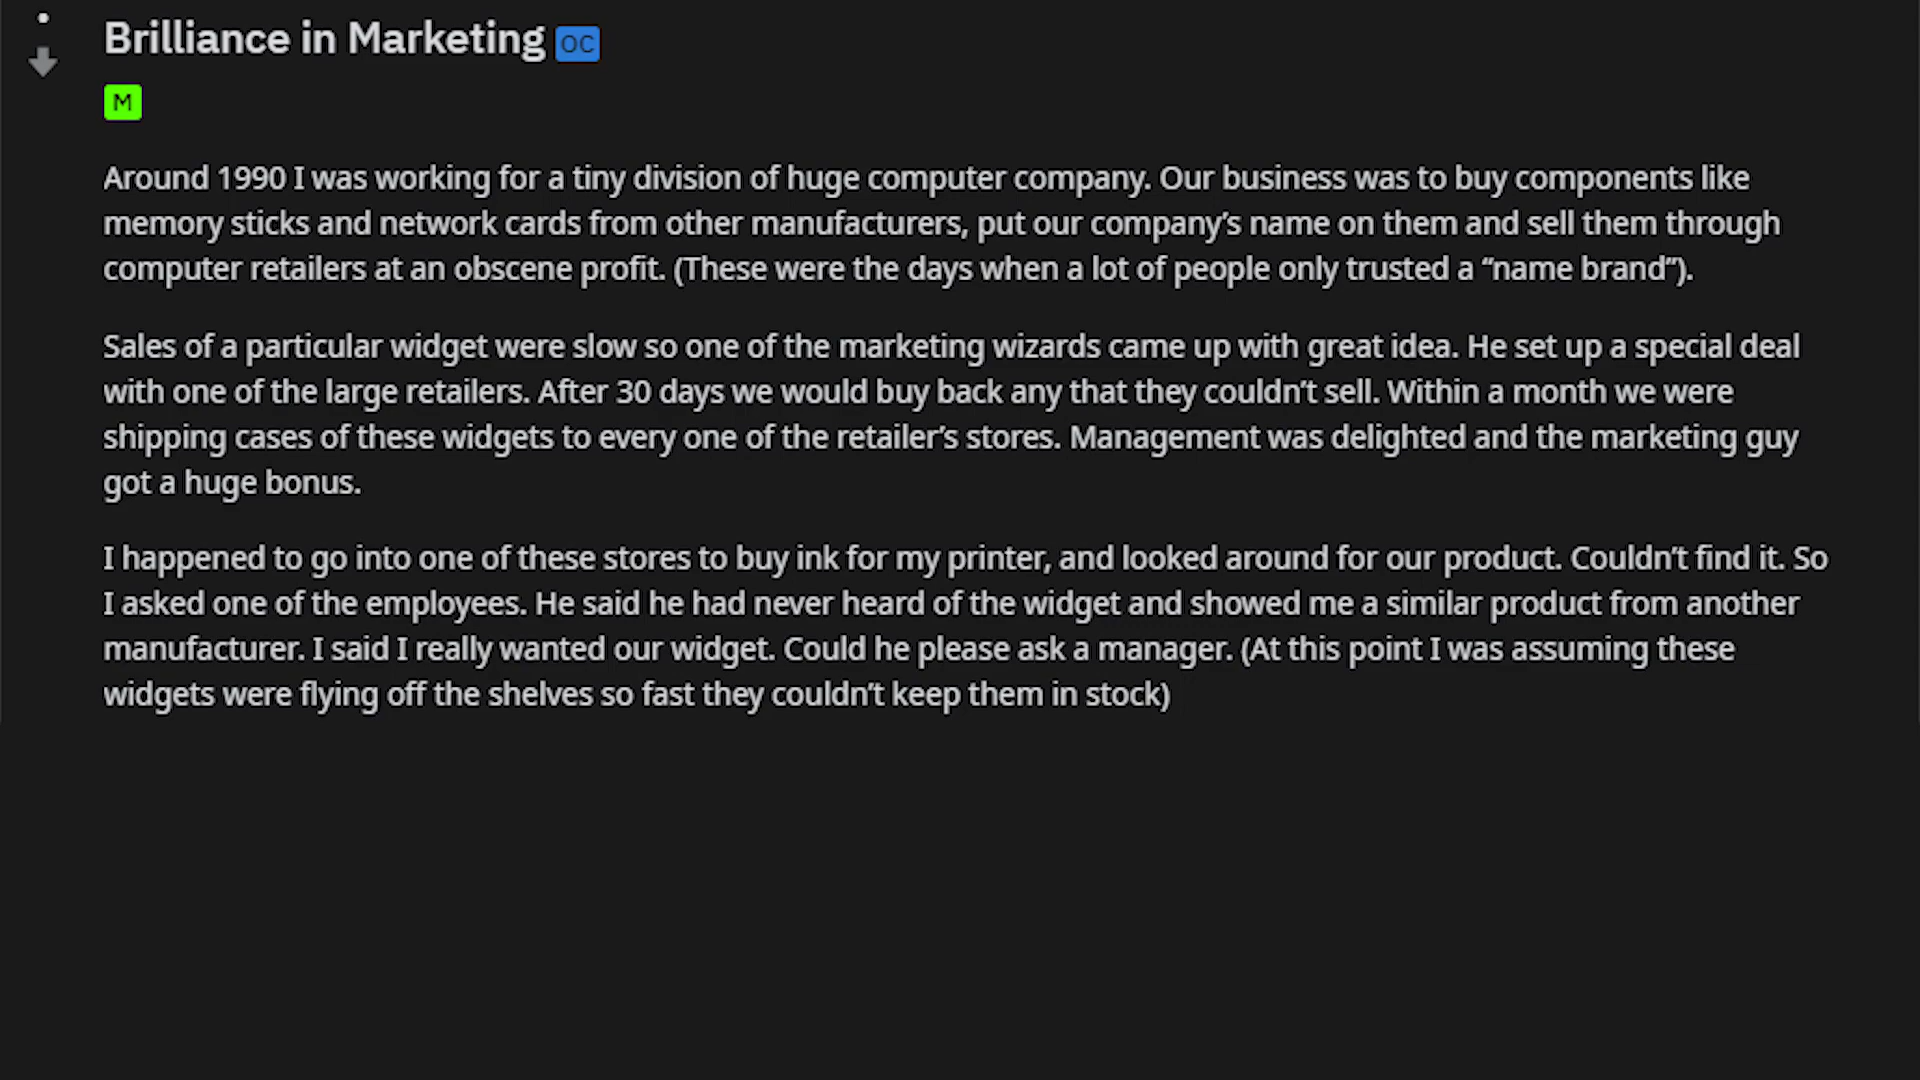 Brilliance in Marketing OC
M
Around 1990 I was working for a tiny division of huge computer company. Our business was to buy components like
memory sticks and network cards from other manufacturers, put our company’s name on them and sell them through
computer retailers at an obscene profit. (These were the days when a lot of people only trusted a “name brand”).
Sales of a particular widget were slow so one of the marketing wizards came up with great idea. He set up a special deal
with one of the large retailers. After 30 days we would buy back any that they couldn’t sell. Within a month we were
shipping cases of these widgets to every one of the retailer’s stores. Management was delighted and the marketing guy
got a huge bonus.
I happened to go into one of these stores to buy ink for my printer, and looked around for our product. Couldn’t find it. So
I asked one of the employees. He said he had never heard of the widget and showed me a similar product from another
manufacturer. I said I really wanted our widget. Could he please ask a manager. (At this point I was assuming these
widgets were flying off the shelves so fast they couldn’t keep them in stock)